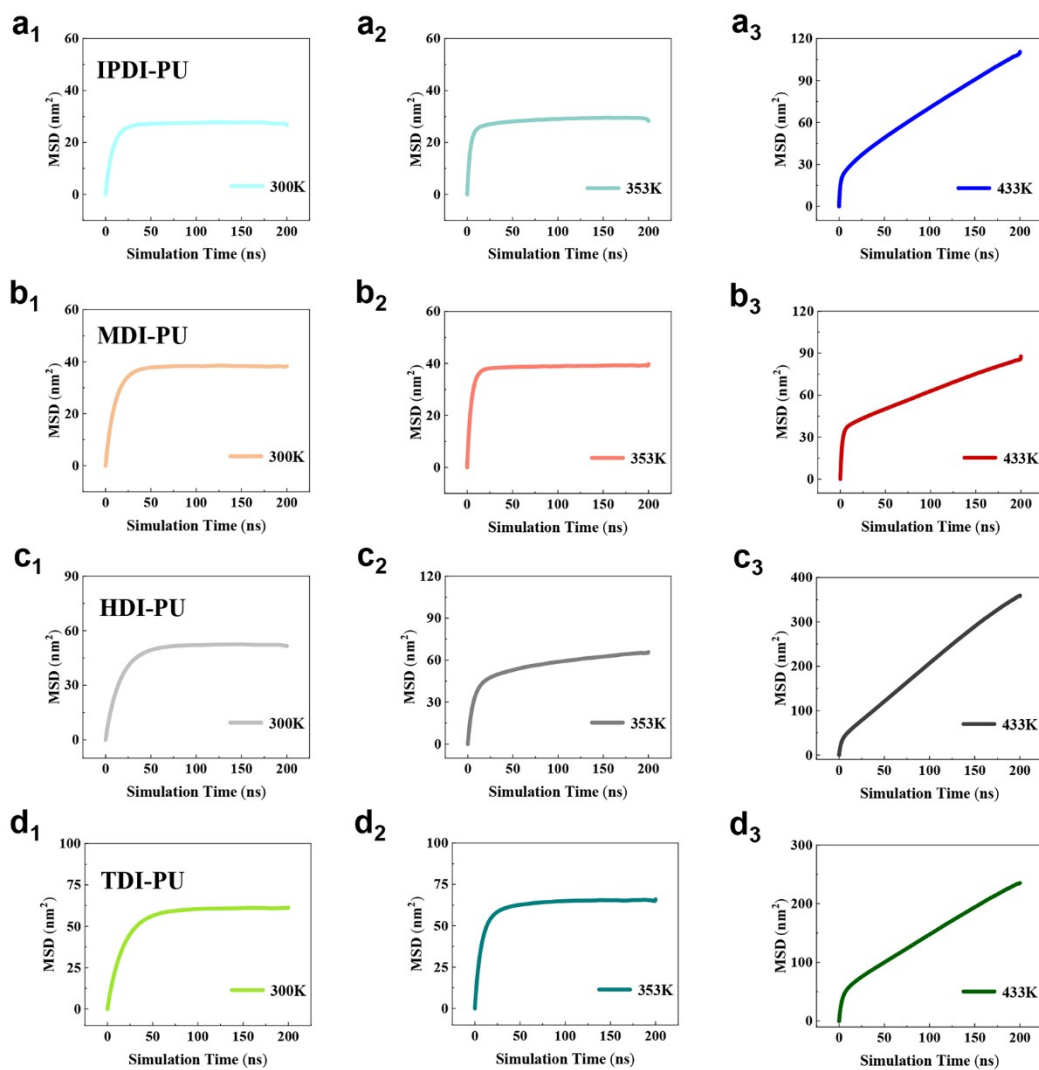 a1
60
40
20
0
MSD (nm2)
IPDI-PU
300K
0 50 100 150 200
Simulation Time (ns)
a2
60
40
20
0
MSD (nm2)
353K
0 50 100 150 200
Simulation Time (ns)
a3
120
90
60
30
0
MSD (nm2)
433K
0 50 100 150 200
Simulation Time (ns)
b1
60
40
20
0
MSD (nm2)
MDI-PU
300K
0 50 100 150 200
Simulation Time (ns)
b2
60
40
20
0
MSD (nm2)
353K
0 50 100 150 200
Simulation Time (ns)
b3
120
90
60
30
0
MSD (nm2)
433K
0 50 100 150 200
Simulation Time (ns)
c1
90
60
30
0
MSD (nm2)
HDI-PU
300K
0 50 100 150 200
Simulation Time (ns)
c2
120
90
60
30
0
MSD (nm2)
353K
0 50 100 150 200
Simulation Time (ns)
c3
400
300
200
100
0
MSD (nm2)
433K
0 50 100 150 200
Simulation Time (ns)
d1
100
75
50
25
0
MSD (nm2)
TDI-PU
300K
0 50 100 150 200
Simulation Time (ns)
d2
100
75
50
25
0
MSD (nm2)
353K
0 50 100 150 200
Simulation Time (ns)
d3
300
200
100
0
MSD (nm2)
433K
0 50 100 150 200
Simulation Time (ns)